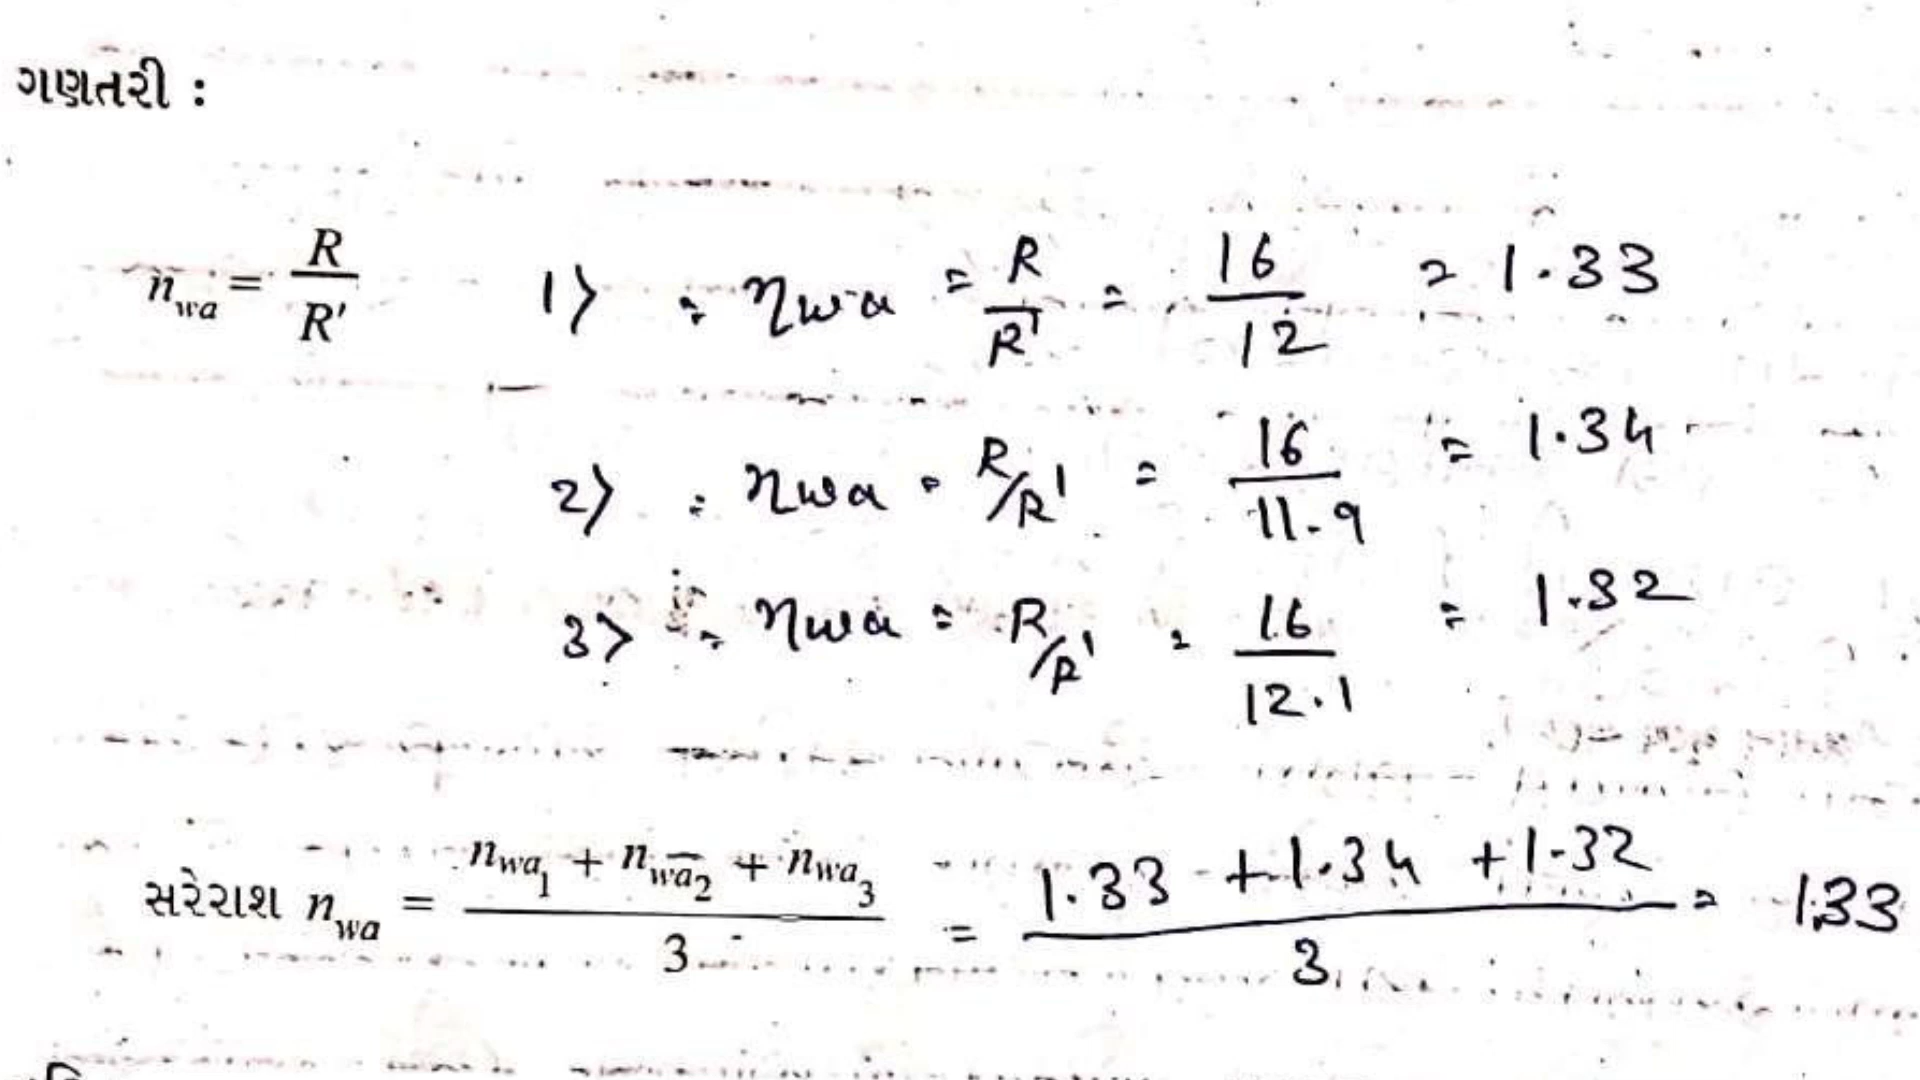 ગણતરી :
n_wa = R/R' 1) ∴ n_wa = R/R' = 16/12 = 1.33
2) ∴ n_wa = R/R' = 16/11.9 = 1.34
3) ∴ n_wa = R/R' = 16/12.1 = 1.32
સરેરાશ n_wa = (n_wa1 + n_wa2 + n_wa3)/3 = (1.33 + 1.34 + 1.32)/3 = 1.33